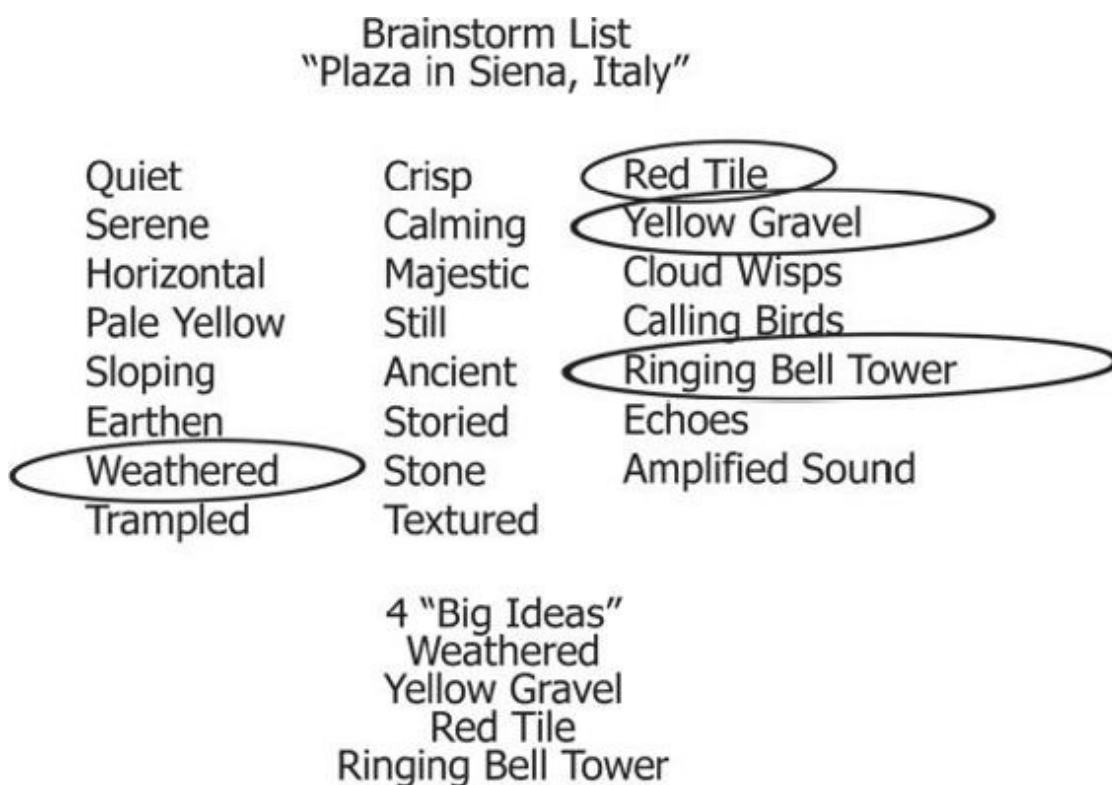 Brainstorm List
“Plaza in Siena, Italy”
Quiet
Serene
Horizontal
Pale Yellow
Sloping
Earthen
Weathered
Trampled
Crisp
Calming
Majestic
Still
Ancient
Storied
Stone
Textured
Red Tile
Yellow Gravel
Cloud Wisps
Calling Birds
Ringing Bell Tower
Echoes
Amplified Sound
4 “Big Ideas”
Weathered
Yellow Gravel
Red Tile
Ringing Bell Tower